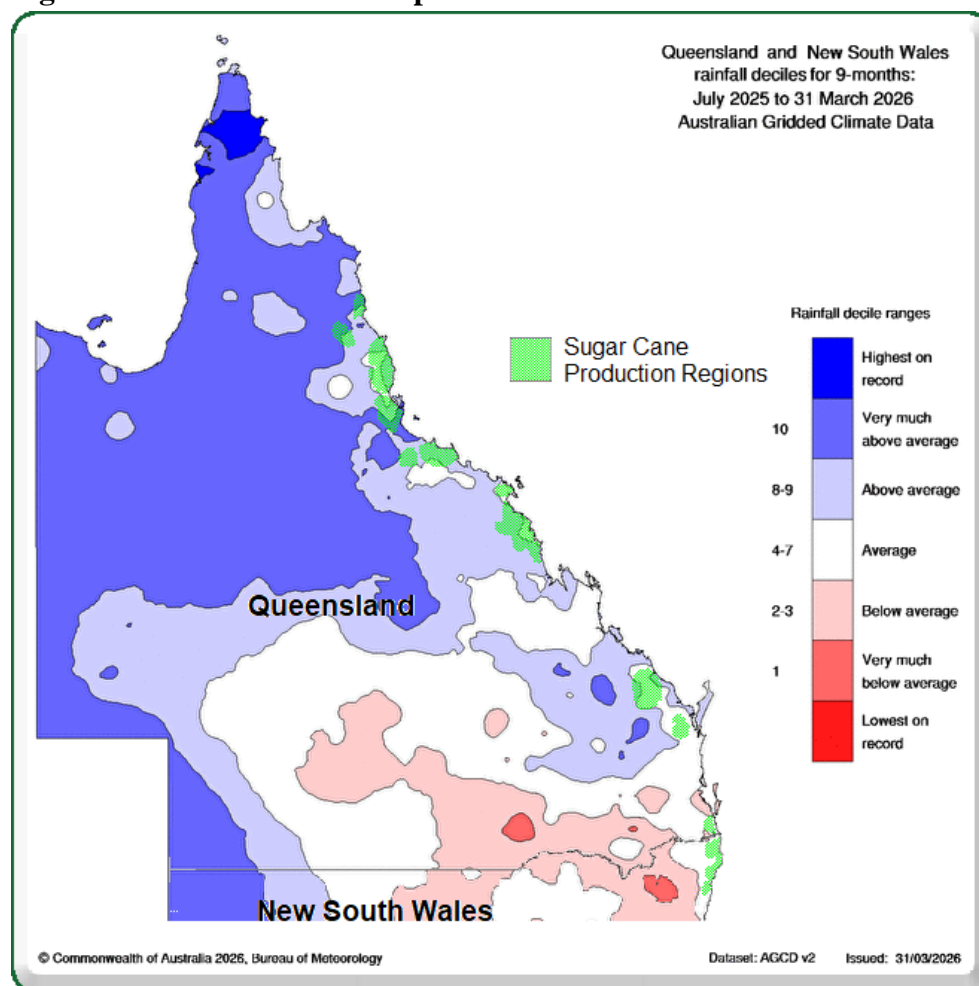 Queensland and New South Wales
rainfall deciles for 9-months:
July 2025 to 31 March 2026
Australian Gridded Climate Data
Rainfall decile ranges
Sugar Cane
Production Regions
Highest on
record
10
Very much
above average
8-9
Above average
4-7
Average
2-3
Below average
1
Very much
below average
Lowest on
record
Queensland
New South Wales
© Commonwealth of Australia 2026, Bureau of Meteorology
Dataset: AGCD v2
Issued: 31/03/2026